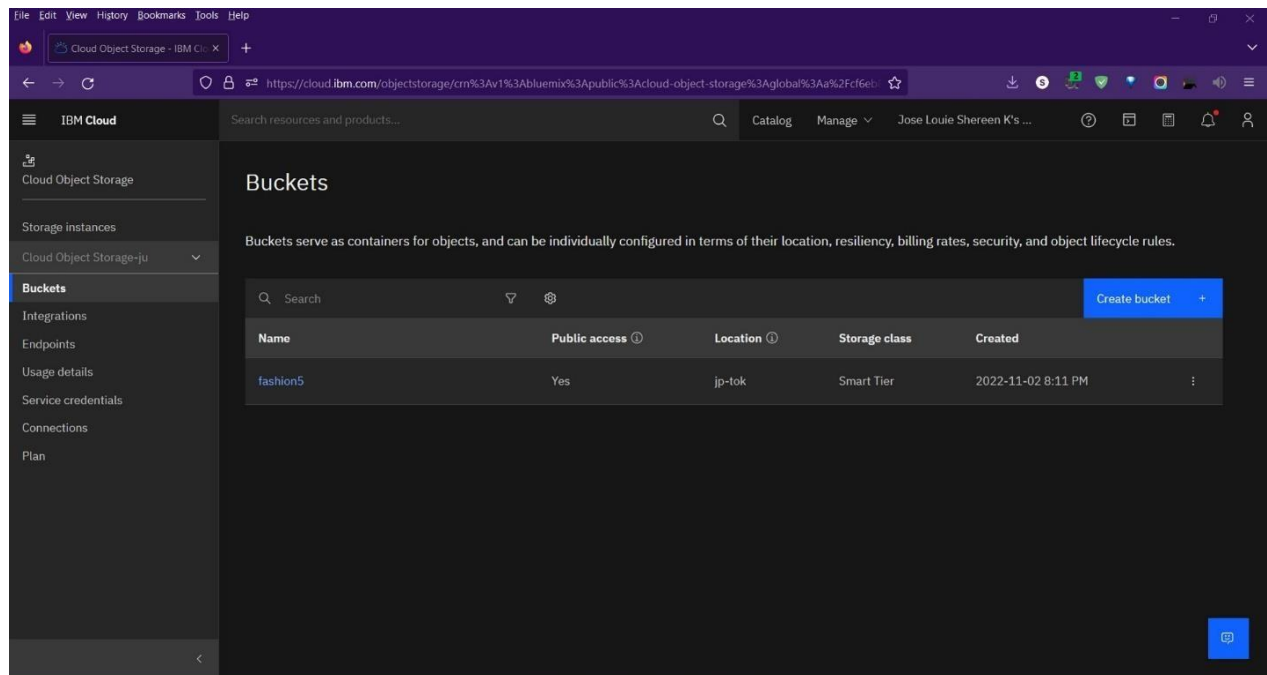 File Edit View History Bookmarks Tools Help
Cloud Object Storage - IBM Clo
https://cloud.ibm.com/objectstorage/crn%3Av1%3Abluemix%3Apublic%3Acloud-object-storage%3Aglobal%3Aa%2Fcf6eb
IBM Cloud Search resources and products... Catalog Manage Jose Louie Shereen K's ...
Cloud Object Storage
Storage instances
Cloud Object Storage-ju
Buckets
Integrations
Endpoints
Usage details
Service credentials
Connections
Plan
Buckets
Buckets serve as containers for objects, and can be individually configured in terms of their location, resiliency, billing rates, security, and object lifecycle rules.
Search Create bucket +
Name Public access Location Storage class Created
fashion5 Yes jp-tok Smart Tier 2022-11-02 8:11 PM